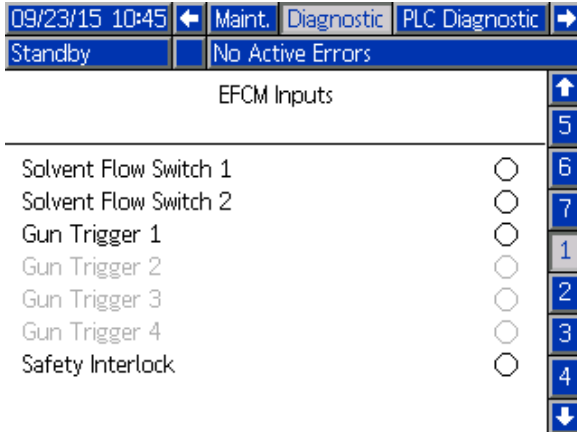 09/23/15 10:45 Maint. Diagnostic PLC Diagnostic
Standby No Active Errors
EFCM Inputs
5
Solvent Flow Switch 1 6
Solvent Flow Switch 2 7
Gun Trigger 1
1
Gun Trigger 2
Gun Trigger 3 2
Gun Trigger 4 3
Safety Interlock 4